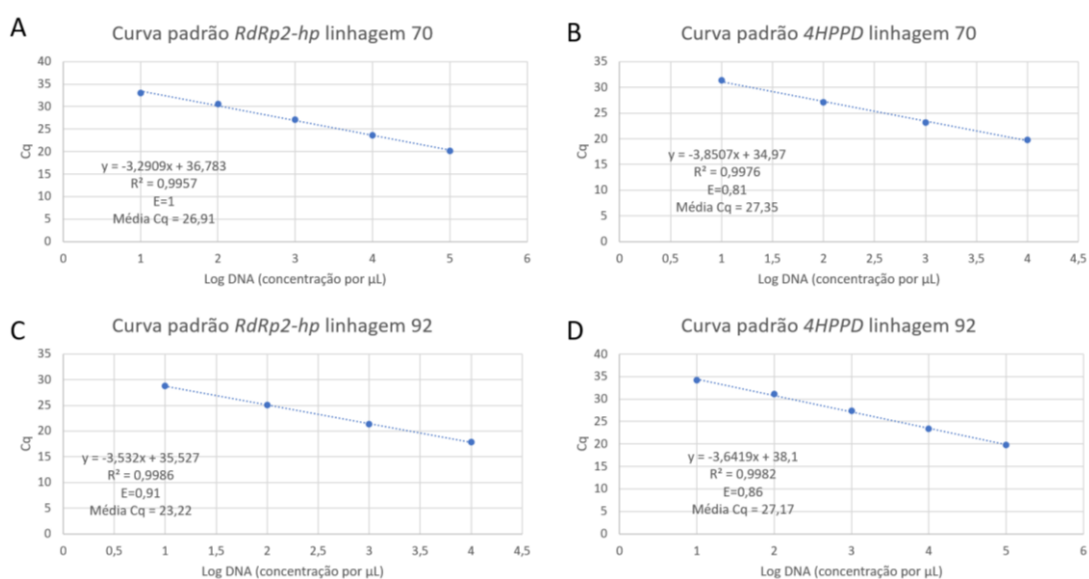 A
Curva padrão RdRp2-hp linhagem 70
40
35
30
25
20
15
10
5
0
Cq
y = -3,2909x + 36,783
R² = 0,9957
E=1
Média Cq = 26,91
0 1 2 3 4 5 6
Log DNA (concentração por µL)
B
Curva padrão 4HPPD linhagem 70
35
30
25
20
15
10
5
0
Cq
y = -3,8507x + 34,97
R² = 0,9976
E=0,81
Média Cq = 27,35
0 0,5 1 1,5 2 2,5 3 3,5 4 4,5
Log DNA (concentração por µL)
C
Curva padrão RdRp2-hp linhagem 92
35
30
25
20
15
10
5
0
Cq
y = -3,532x + 35,527
R² = 0,9986
E=0,91
Média Cq = 23,22
0 0,5 1 1,5 2 2,5 3 3,5 4 4,5
Log DNA (concentração por µL)
D
Curva padrão 4HPPD linhagem 92
40
35
30
25
20
15
10
5
0
Cq
y = -3,6419x + 38,1
R² = 0,9982
E=0,86
Média Cq = 27,17
0 1 2 3 4 5 6
Log DNA (concentração por µL)